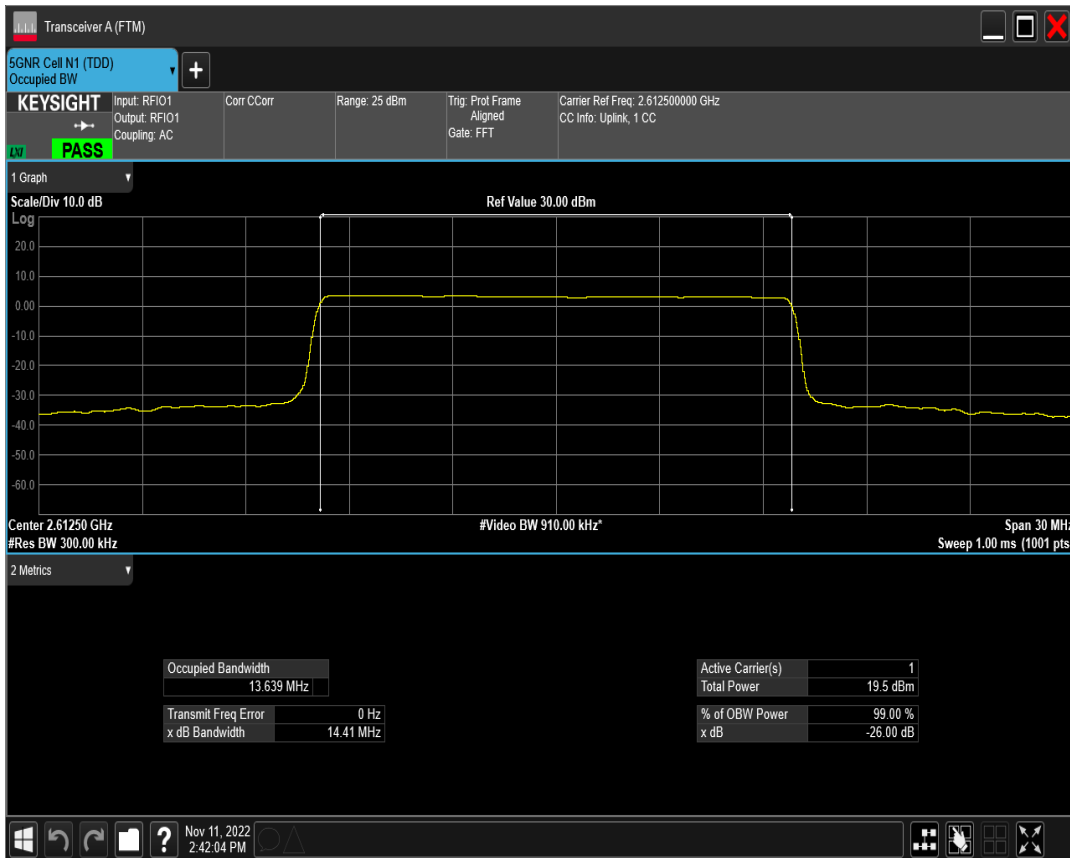 Transceiver A (FTM)
5GNR Cell N1 (TDD)
Occupied BW
+
KEYSIGHT
LXI
PASS
Input: RFIO1
Output: RFIO1
Coupling: AC
Corr CCorr
Range: 25 dBm
Trig: Prot Frame
Aligned
Gate: FFT
Carrier Ref Freq: 2.612500000 GHz
CC Info: Uplink, 1 CC
1 Graph
Scale/Div 10.0 dB
Ref Value 30.00 dBm
Log
20.0
10.0
0.00
-10.0
-20.0
-30.0
-40.0
-50.0
-60.0
Center 2.61250 GHz
#Video BW 910.00 kHz*
Span 30 MHz
#Res BW 300.00 kHz
Sweep 1.00 ms (1001 pts
2 Metrics
Occupied Bandwidth
13.639 MHz
Transmit Freq Error 0 Hz
x dB Bandwidth 14.41 MHz
Active Carrier(s) 1
Total Power 19.5 dBm
% of OBW Power 99.00 %
x dB -26.00 dB
?
Nov 11, 2022
2:42:04 PM